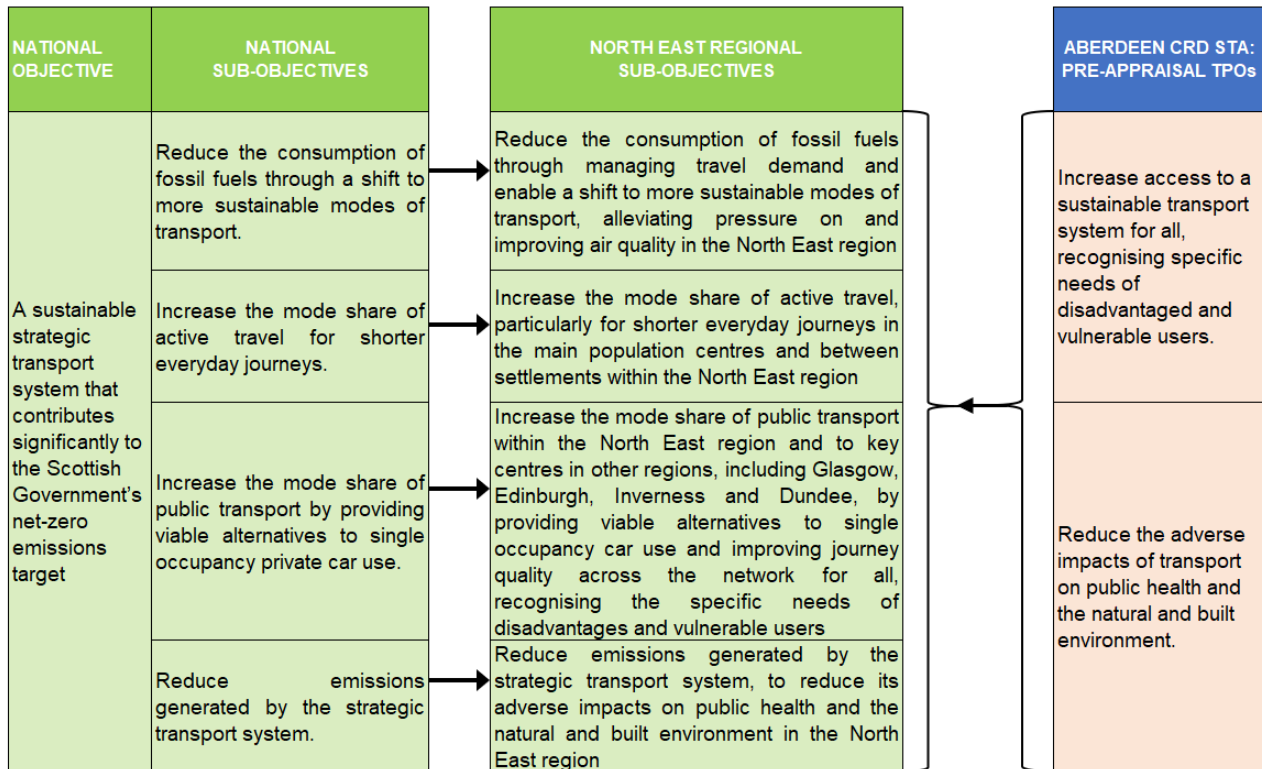 NATIONAL
OBJECTIVE
NATIONAL
SUB-OBJECTIVES
NORTH EAST REGIONAL
SUB-OBJECTIVES
ABERDEEN CRD STA:
PRE-APPRAISAL TPOs
A sustainable
strategic
transport
system that
contributes
significantly to
the Scottish
Government's
net-zero
emissions
target
Reduce the consumption of
fossil fuels through a shift to
more sustainable modes of
transport.
Reduce the consumption of fossil fuels
through managing travel demand and
enable a shift to more sustainable modes of
transport, alleviating pressure on and
improving air quality in the North East region
Increase the mode share of
active travel for shorter
everyday journeys.
Increase the mode share of active travel,
particularly for shorter everyday journeys in
the main population centres and between
settlements within the North East region
Increase the mode share of
public transport by providing
viable alternatives to single
occupancy private car use.
Increase the mode share of public transport
within the North East region and to key
centres in other regions, including Glasgow,
Edinburgh, Inverness and Dundee, by
providing viable alternatives to single
occupancy car use and improving journey
quality across the network for all,
recognising the specific needs of
disadvantages and vulnerable users
Reduce emissions
generated by the strategic
transport system.
Reduce emissions generated by the
strategic transport system, to reduce its
adverse impacts on public health and the
natural and built environment in the North
East region
Increase access to a
sustainable transport
system for all,
recognising specific
needs of
disadvantaged and
vulnerable users.
Reduce the adverse
impacts of transport
on public health and
the natural and built
environment.